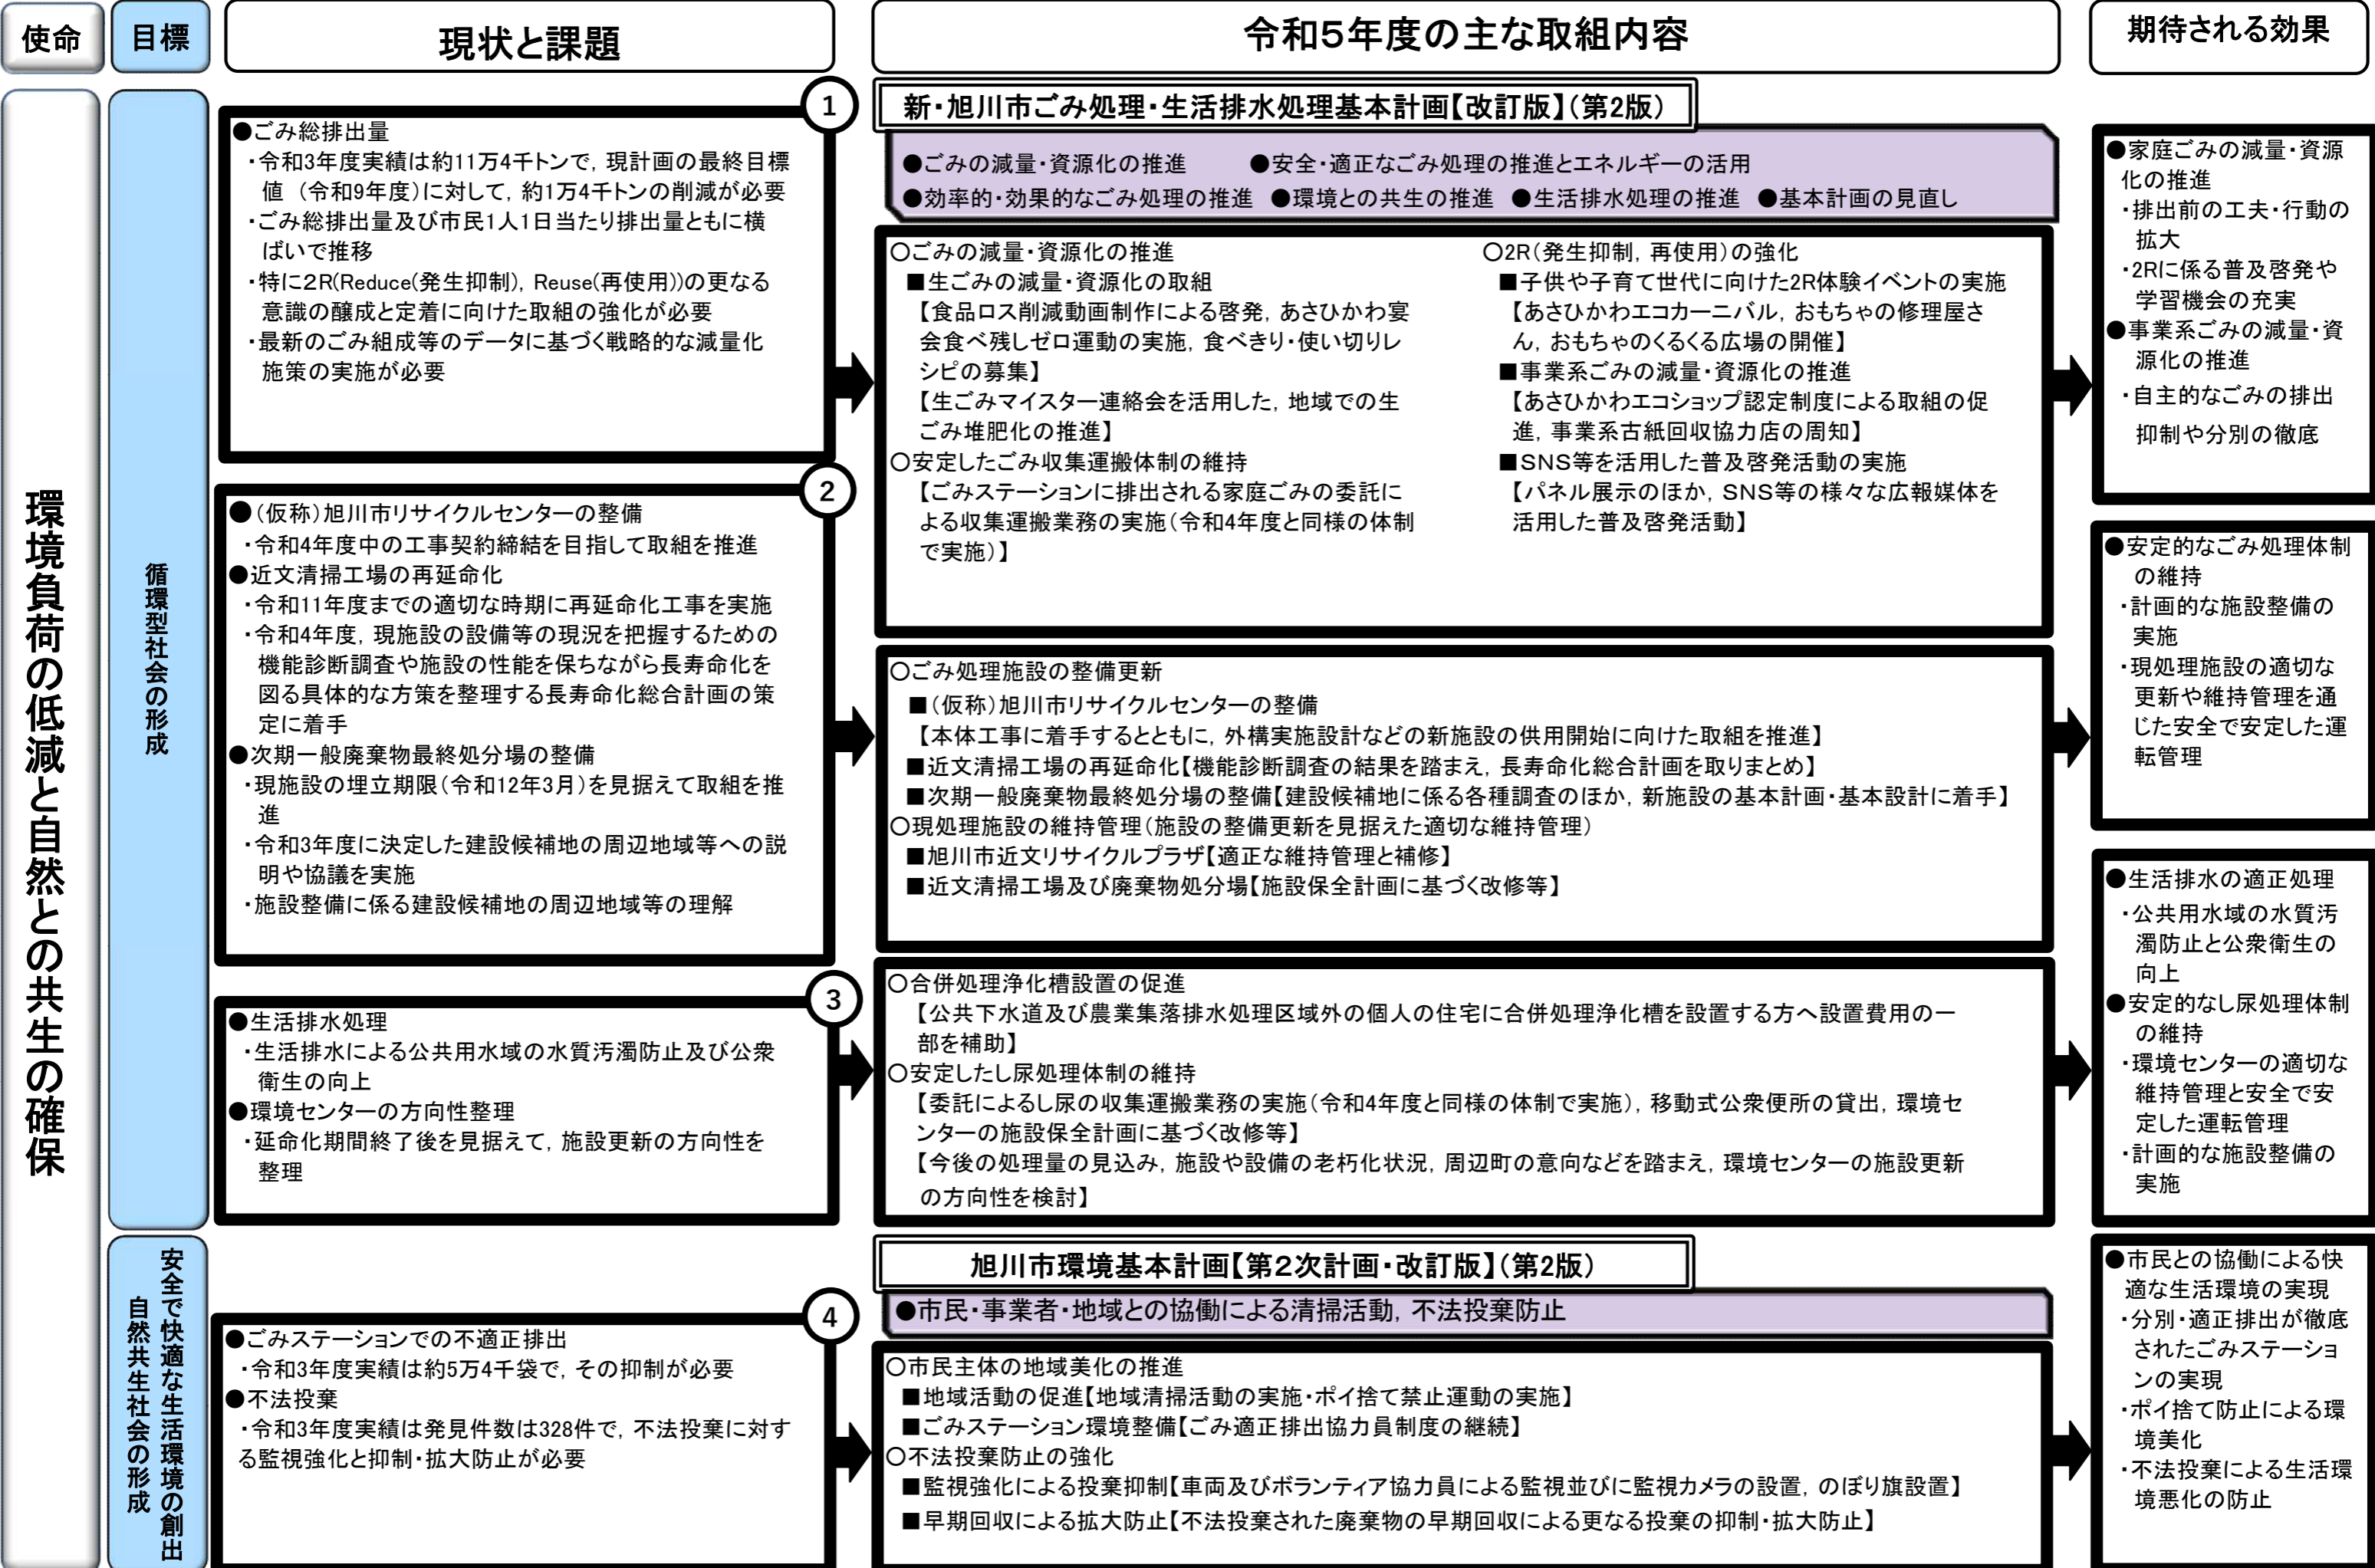 使命
目標
現状と課題
令和5年度の主な取組内容
期待される効果
環境負荷の低減と自然との共生の確保
循環型社会の形成
1
●ごみ総排出量
・令和3年度実績は約11万4千トンで，現計画の最終目標
値（令和9年度）に対して，約1万4千トンの削減が必要
・ごみ総排出量及び市民1人1日当たり排出量ともに横
ばいで推移
・特に2R(Reduce(発生抑制)，Reuse(再使用))の更なる
意識の醸成と定着に向けた取組の強化が必要
・最新のごみ組成等のデータに基づく戦略的な減量化
施策の実施が必要
新・旭川市ごみ処理・生活排水処理基本計画【改訂版】（第2版）
●ごみの減量・資源化の推進　●安全・適正なごみ処理の推進とエネルギーの活用
●効率的・効果的なごみ処理の推進　●環境との共生の推進　●生活排水処理の推進　●基本計画の見直し
○ごみの減量・資源化の推進
■生ごみの減量・資源化の取組
【食品ロス削減動画制作による啓発，あさひかわ宴
会食べ残しゼロ運動の実施，食べきり・使い切りレ
シピの募集】
【生ごみマイスター連絡会を活用した，地域での生
ごみ堆肥化の推進】
○安定したごみ収集運搬体制の維持
【ごみステーションに排出される家庭ごみの委託に
よる収集運搬業務の実施（令和4年度と同様の体制
で実施）】
○2R（発生抑制，再使用）の強化
■子供や子育て世代に向けた2R体験イベントの実施
【あさひかわエコカーニバル，おもちゃの修理屋さ
ん，おもちゃのくるくる広場の開催】
■事業系ごみの減量・資源化の推進
【あさひかわエコショップ認定制度による取組の促
進，事業系古紙回収協力店の周知】
■ＳＮＳ等を活用した普及啓発活動の実施
【パネル展示のほか，ＳＮＳ等の様々な広報媒体を
活用した普及啓発活動】
●家庭ごみの減量・資源
化の推進
・排出前の工夫・行動の
拡大
・2Rに係る普及啓発や
学習機会の充実
●事業系ごみの減量・資
源化の推進
・自主的なごみの排出
抑制や分別の徹底
2
●（仮称）旭川市リサイクルセンターの整備
・令和4年度中の工事契約締結を目指して取組を推進
●近文清掃工場の再延命化
・令和11年度までの適切な時期に再延命化工事を実施
・令和4年度，現施設の設備等の現況を把握するための
機能診断調査や施設の性能を保ちながら長寿命化を
図る具体的な方策を整理する長寿命化総合計画の策
定に着手
●次期一般廃棄物最終処分場の整備
・現施設の埋立期限（令和12年3月）を見据えて取組を推
進
・令和3年度に決定した建設候補地の周辺地域等への説
明や協議を実施
・施設整備に係る建設候補地の周辺地域等の理解
○ごみ処理施設の整備更新
■（仮称）旭川市リサイクルセンターの整備
【本体工事に着手するとともに，外構実施設計などの新施設の供用開始に向けた取組を推進】
■近文清掃工場の再延命化【機能診断調査の結果を踏まえ，長寿命化総合計画を取りまとめ】
■次期一般廃棄物最終処分場の整備【建設候補地に係る各種調査のほか，新施設の基本計画・基本設計に着手】
○現処理施設の維持管理（施設の整備更新を見据えた適切な維持管理）
■旭川市近文リサイクルプラザ【適正な維持管理と補修】
■近文清掃工場及び廃棄物処分場【施設保全計画に基づく改修等】
●安定的なごみ処理体制
の維持
・計画的な施設整備の
実施
・現処理施設の適切な
更新や維持管理を通
じた安全で安定した運
転管理
3
●生活排水処理
・生活排水による公共用水域の水質汚濁防止及び公衆
衛生の向上
●環境センターの方向性整理
・延命化期間終了後を見据えて，施設更新の方向性を
整理
○合併処理浄化槽設置の促進
【公共下水道及び農業集落排水処理区域外の個人の住宅に合併処理浄化槽を設置する方へ設置費用の一
部を補助】
○安定したし尿処理体制の維持
【委託によるし尿の収集運搬業務の実施（令和4年度と同様の体制で実施），移動式公衆便所の貸出，環境セ
ンターの施設保全計画に基づく改修等】
【今後の処理量の見込み，施設や設備の老朽化状況，周辺町の意向などを踏まえ，環境センターの施設更新
の方向性を検討】
●生活排水の適正処理
・公共用水域の水質汚
濁防止と公衆衛生の
向上
●安定的なし尿処理体制
の維持
・環境センターの適切な
維持管理と安全で安
定した運転管理
・計画的な施設整備の
実施
安全で快適な生活環境の創出
自然共生社会の形成
4
●ごみステーションでの不適正排出
・令和3年度実績は約5万4千袋で，その抑制が必要
●不法投棄
・令和3年度実績は発見件数は328件で，不法投棄に対す
る監視強化と抑制・拡大防止が必要
旭川市環境基本計画【第2次計画・改訂版】（第2版）
●市民・事業者・地域との協働による清掃活動，不法投棄防止
○市民主体の地域美化の推進
■地域活動の促進【地域清掃活動の実施・ポイ捨て禁止運動の実施】
■ごみステーション環境整備【ごみ適正排出協力員制度の継続】
○不法投棄防止の強化
■監視強化による投棄抑制【車両及びボランティア協力員による監視並びに監視カメラの設置，のぼり旗設置】
■早期回収による拡大防止【不法投棄された廃棄物の早期回収による更なる投棄の抑制・拡大防止】
●市民との協働による快
適な生活環境の実現
・分別・適正排出が徹底
されたごみステーショ
ンの実現
・ポイ捨て防止による環
境美化
・不法投棄による生活環
境悪化の防止